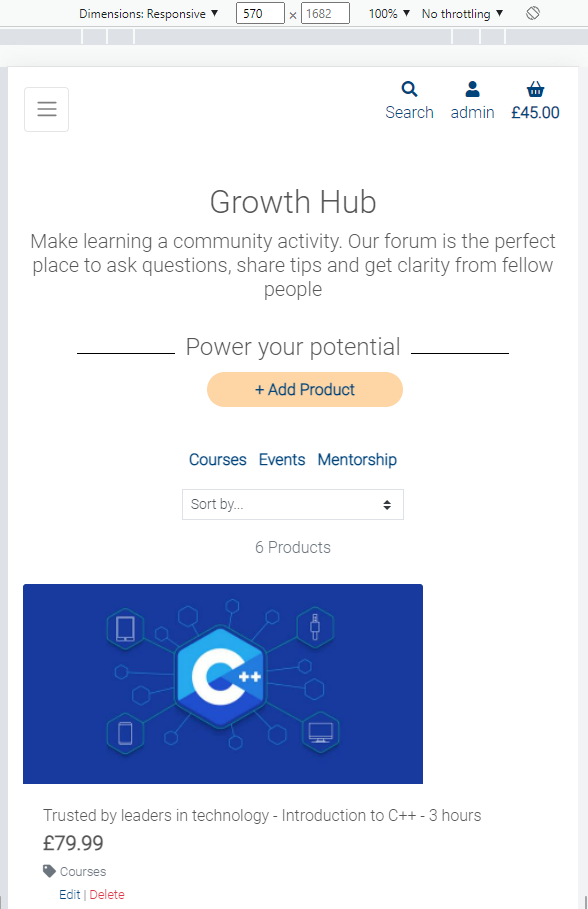 Dimensions: Responsive ▼ 570 × 1682 100% ▼ No throttling ▼
Search admin £45.00
Growth Hub
Make learning a community activity. Our forum is the perfect
place to ask questions, share tips and get clarity from fellow
people
Power your potential
+ Add Product
Courses Events Mentorship
Sort by...
6 Products
C++
Trusted by leaders in technology - Introduction to C++ - 3 hours
£79.99
Courses
Edit | Delete